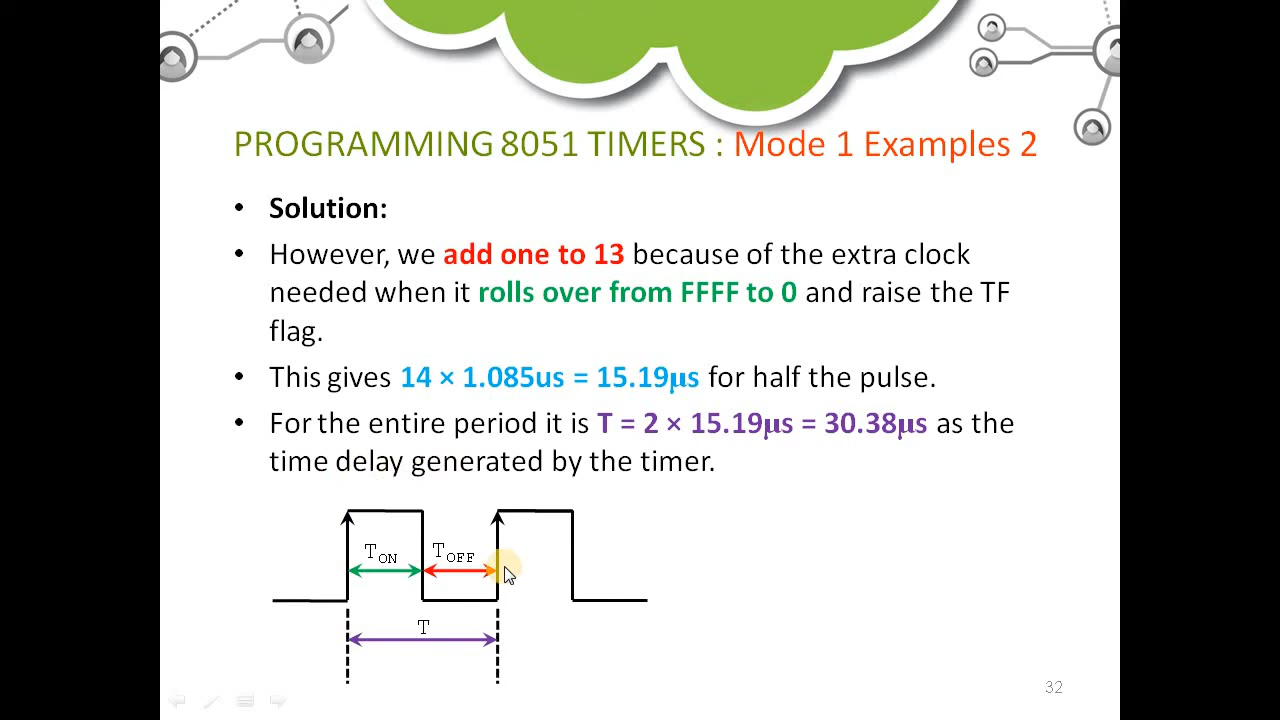 PROGRAMMING 8051 TIMERS : Mode 1 Examples 2
• Solution:
• However, we add one to 13 because of the extra clock
needed when it rolls over from FFFF to 0 and raise the TF
flag.
• This gives 14 × 1.085us = 15.19μs for half the pulse.
• For the entire period it is T = 2 × 15.19μs = 30.38μs as the
time delay generated by the timer.
TON
TOFF
T
32